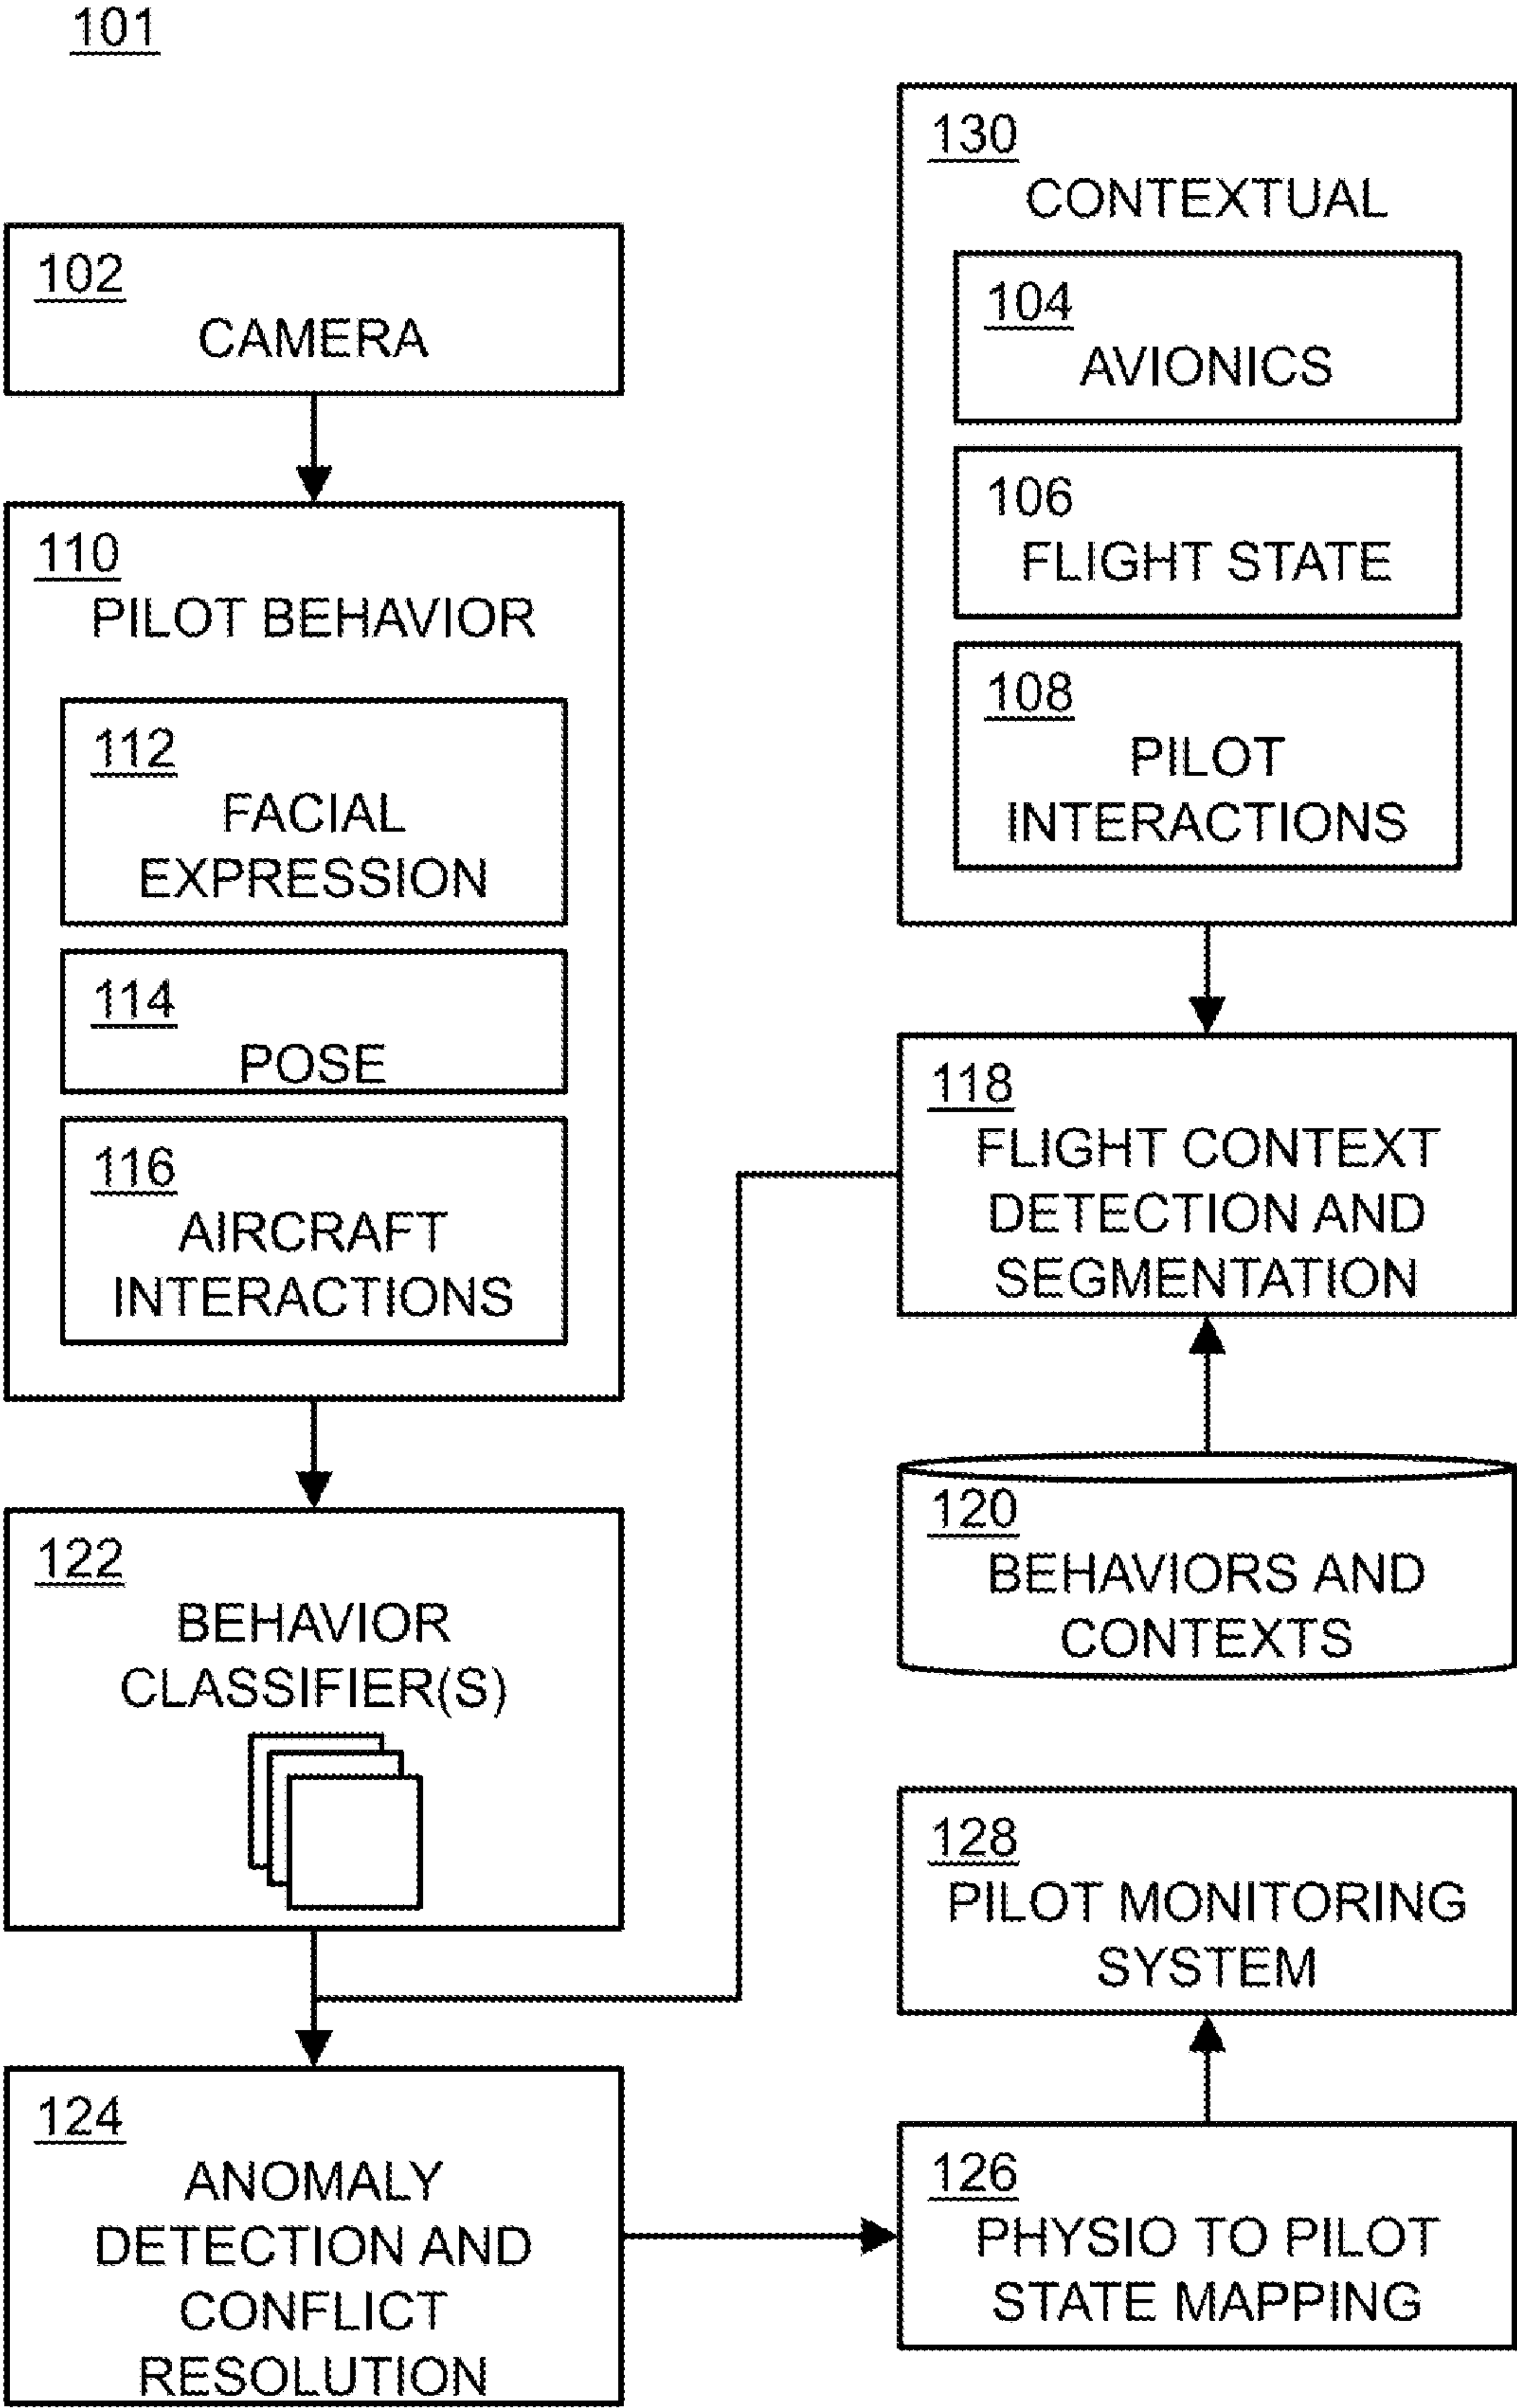 101
102
CAMERA
110
PILOT BEHAVIOR
112
FACIAL
EXPRESSION
114
POSE
116
AIRCRAFT
INTERACTIONS
122
BEHAVIOR
CLASSIFIER(S)
124
ANOMALY
DETECTION AND
CONFLICT
RESOLUTION
130
CONTEXTUAL
104
AVIONICS
106
FLIGHT STATE
108
PILOT
INTERACTIONS
118
FLIGHT CONTEXT
DETECTION AND
SEGMENTATION
120
BEHAVIORS AND
CONTEXTS
128
PILOT MONITORING
SYSTEM
126
PHYSIO TO PILOT
STATE MAPPING